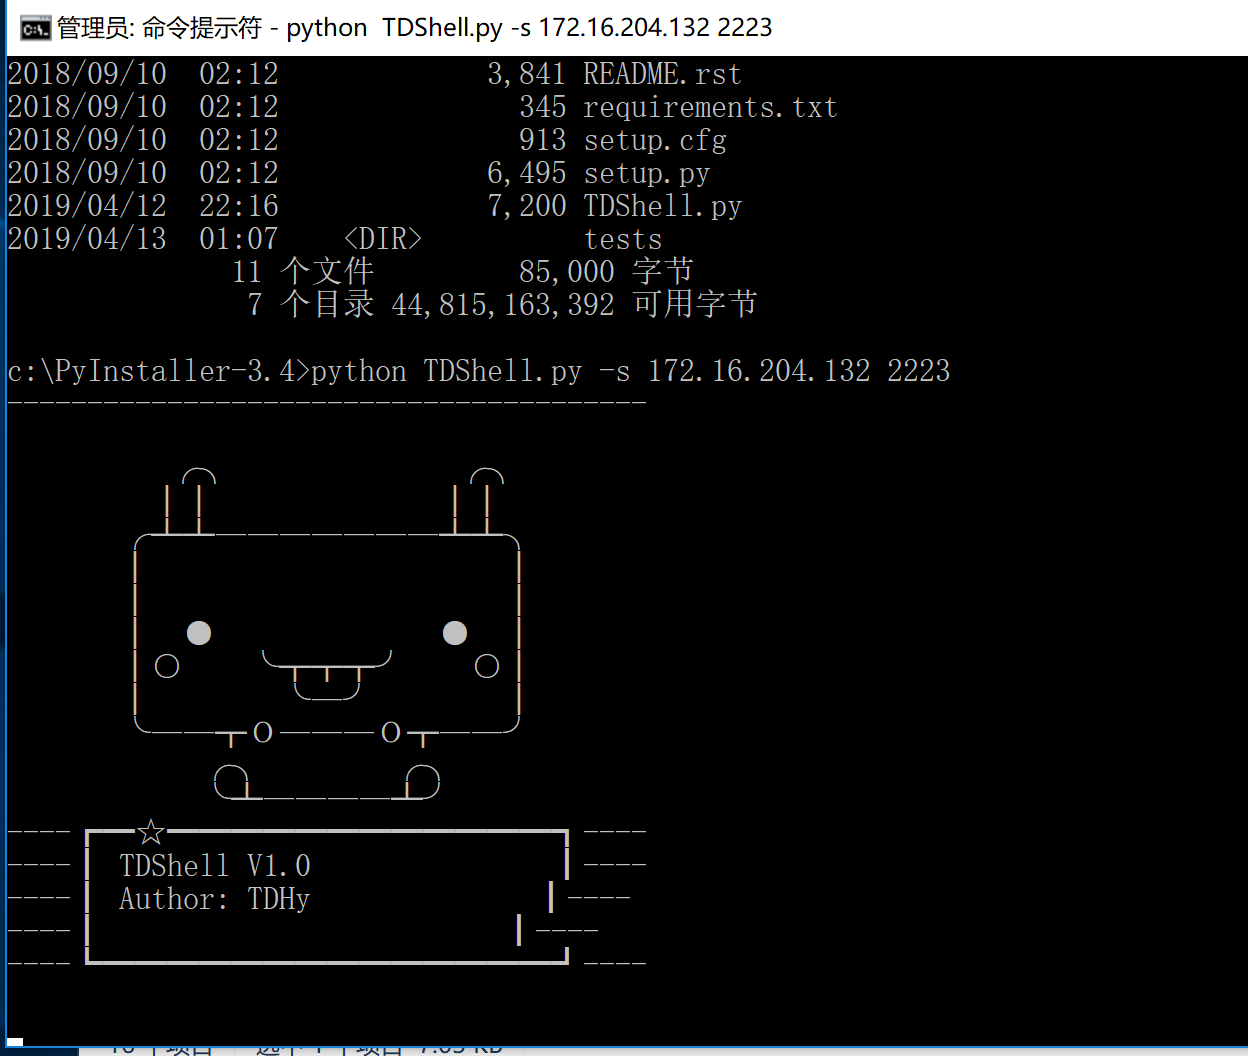 管理员: 命令提示符 - python  TDShell.py -s 172.16.204.132 2223
2018/09/10  02:12             3,841 README.rst
2018/09/10  02:12               345 requirements.txt
2018/09/10  02:12               913 setup.cfg
2018/09/10  02:12             6,495 setup.py
2019/04/12  22:16             7,200 TDShell.py
2019/04/13  01:07    <DIR>          tests
11 个文件         85,000 字节
7 个目录 44,815,163,392 可用字节
c:\PyInstaller-3.4>python TDShell.py -s 172.16.204.132 2223
TDShell V1.0
Author: TDHy